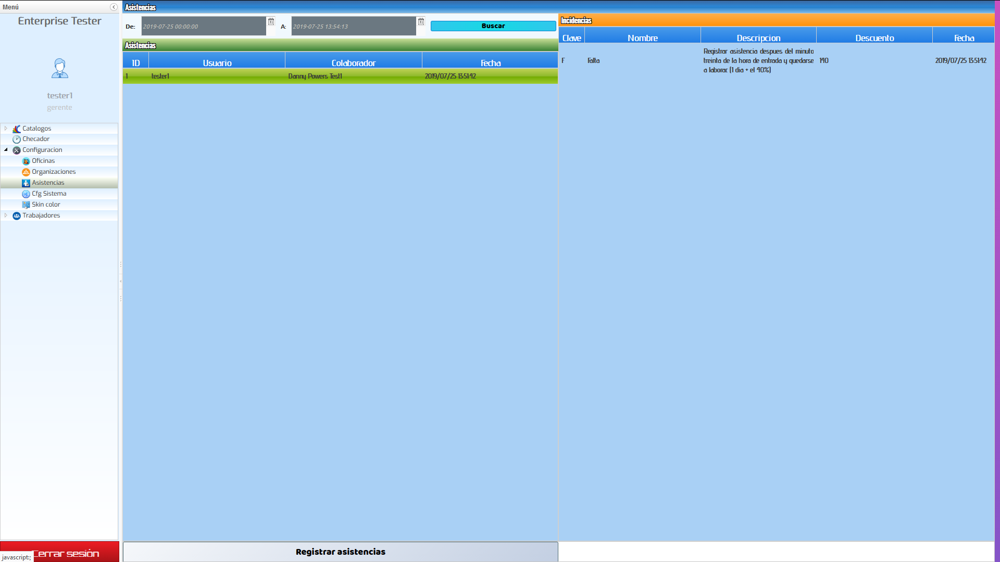 Menú
Enterprise Tester
tester1
gerente
Catalogos
Checador
Configuracion
Oficinas
Organizaciones
Asistencias
Cfg Sistema
Skin color
Trabajadores
Cerrar sesión
javascript:;
Asistencias
De: 2019-07-25 00:00:00 31 A: 2019-07-25 13:54:13 31 Buscar
Asistencias
ID Usuario Colaborador Fecha
1 tester1 Danny Powers Test1 2019/07/25 13:51:42
Registrar asistencias
Incidencias
Clave Nombre Descripcion Descuento Fecha
Registrar asistencia despues del minuto
F Falta treinta de la hora de entrada y quedarse 140 2019/07/25 13:51:42
a laborar. (1 dia + el 40%)